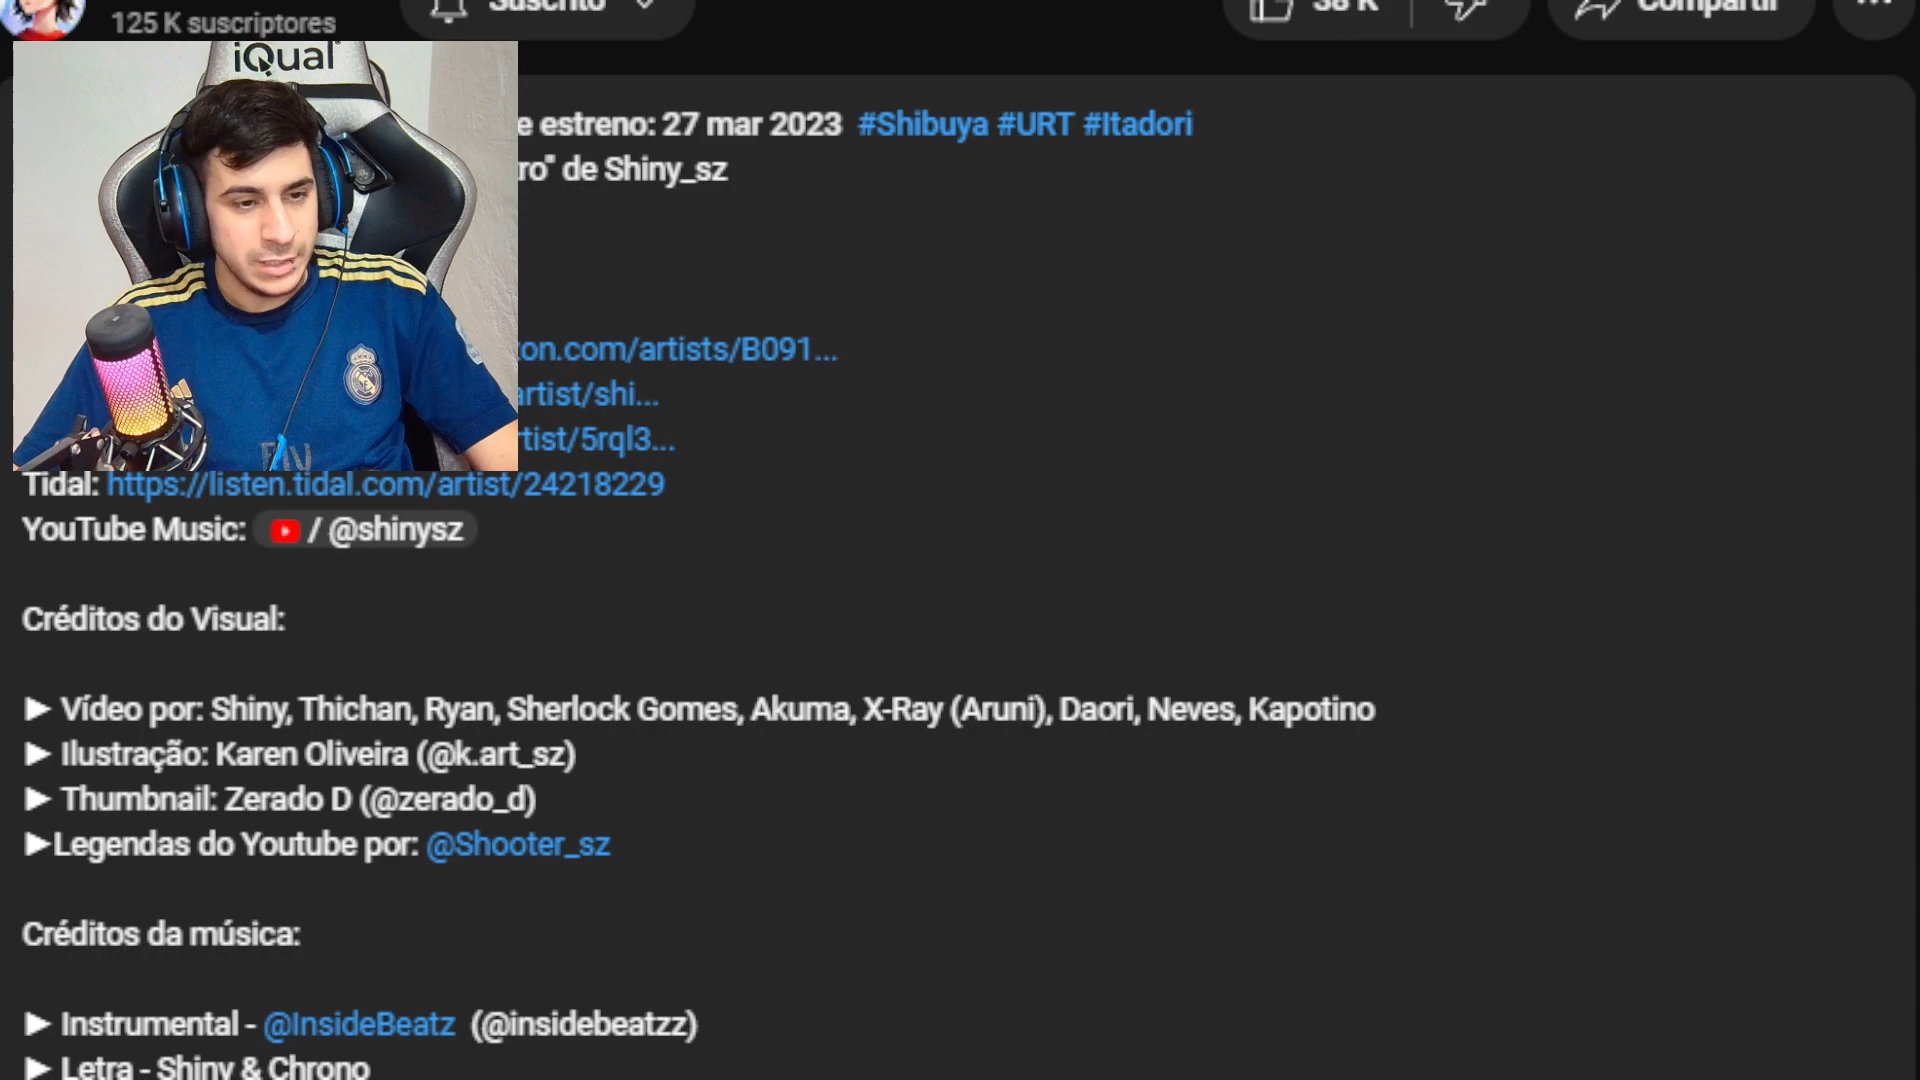 125 K suscriptores
Suscrito
38 K
Compartir
iQual
e estreno: 27 mar 2023 #Shibuya #URT #Itadori
ro" de Shiny_sz
on.com/artists/B091...
artist/shi...
rtist/5rql3...
Tidal: https://listen.tidal.com/artist/24218229
YouTube Music: / @shinysz
Créditos do Visual:
► Vídeo por: Shiny, Thichan, Ryan, Sherlock Gomes, Akuma, X-Ray (Aruni), Daori, Neves, Kapotino
► Ilustração: Karen Oliveira (@k.art_sz)
► Thumbnail: Zerado D (@zerado_d)
►Legendas do Youtube por: @Shooter_sz
Créditos da música:
► Instrumental - @InsideBeatz (@insidebeatzz)
► Letra - Shiny & Chrono